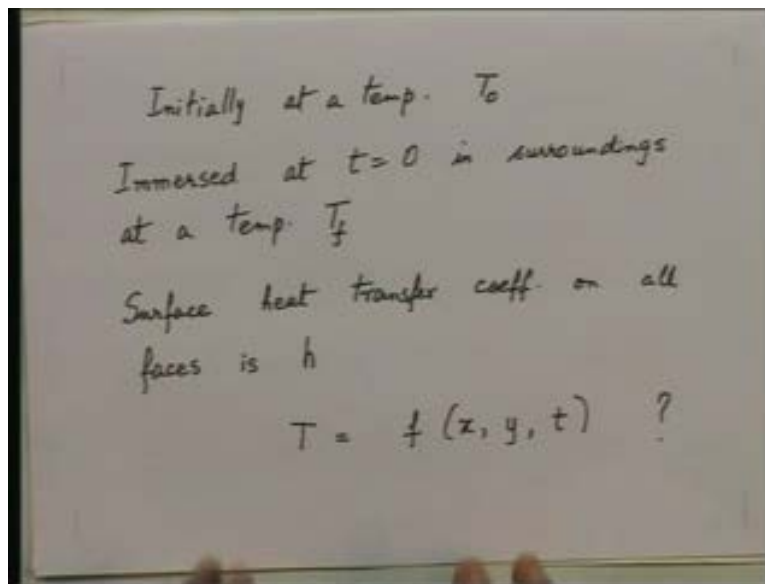 Initially at a temp. To
Immersed at t=0 in surroundings
at a temp. Tf
Surface heat transfer coeff. on all
faces is h
T = f (x, y, t) ?